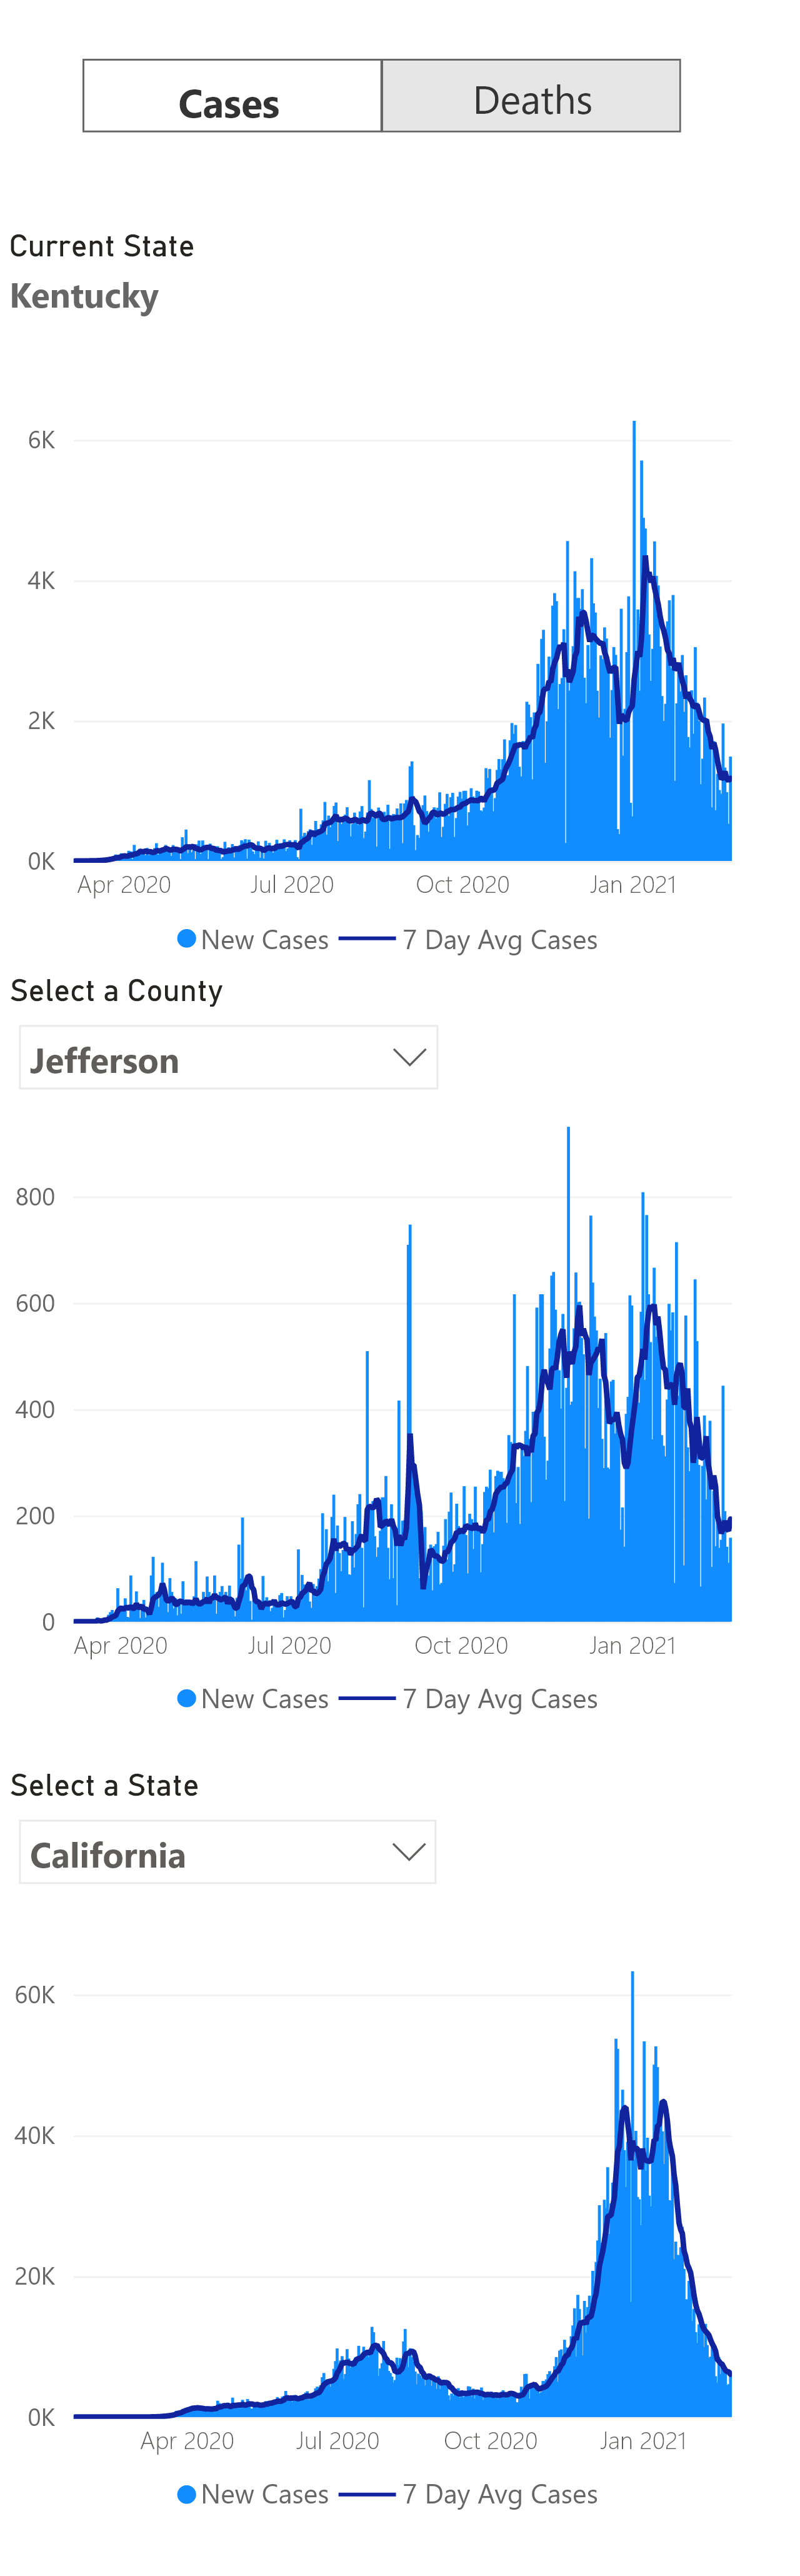 Cases Deaths
Current State
Kentucky
6K
4K
2K
0K
Apr 2020 Jul 2020 Oct 2020 Jan 2021
New Cases 7 Day Avg Cases
Select a County
Jefferson
800
600
400
200
0
Apr 2020 Jul 2020 Oct 2020 Jan 2021
New Cases 7 Day Avg Cases
Select a State
California
60K
40K
20K
0K
Apr 2020 Jul 2020 Oct 2020 Jan 2021
New Cases 7 Day Avg Cases